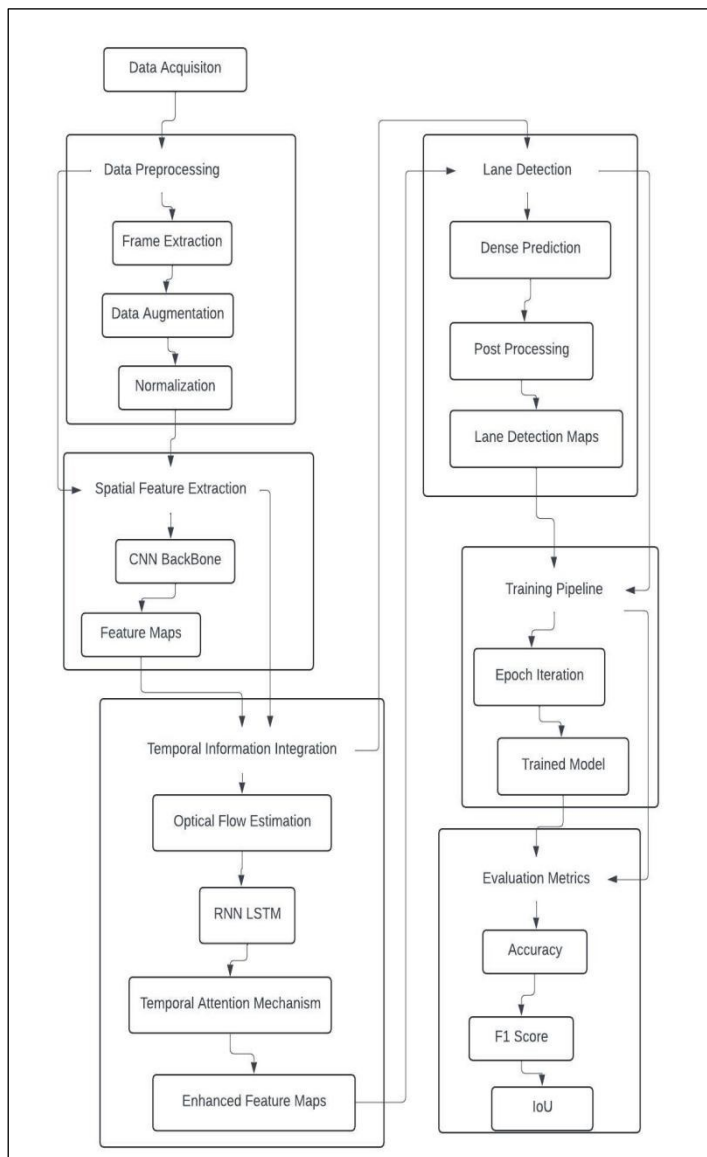 Data Acquisiton
Data Preprocessing
Frame Extraction
Data Augmentation
Normalization
Spatial Feature Extraction
CNN BackBone
Feature Maps
Temporal Information Integration
Optical Flow Estimation
RNN LSTM
Temporal Attention Mechanism
Enhanced Feature Maps
Lane Detection
Dense Prediction
Post Processing
Lane Detection Maps
Training Pipeline
Epoch Iteration
Trained Model
Evaluation Metrics
Accuracy
F1 Score
IoU